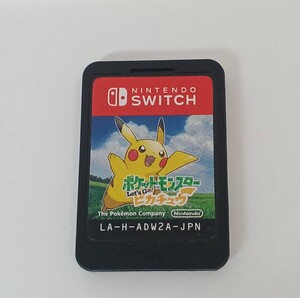 NINTENDO
SWITCH
ポケットモンスター
Let's Go!
ピカチュウ
The Pokémon Company
Nintendo
LA-H-ADW2A-JPN